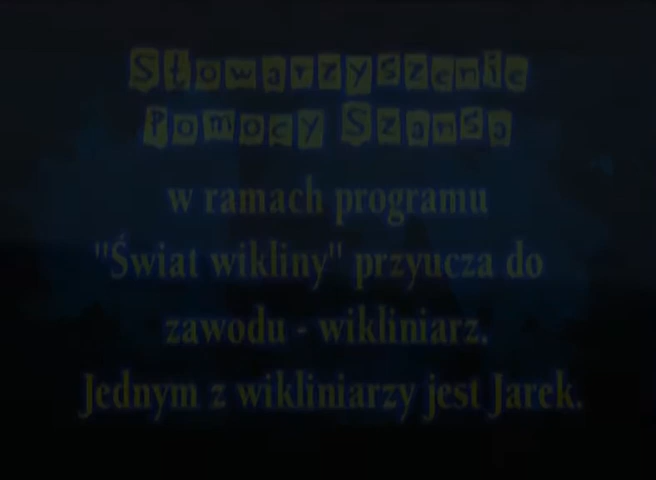 Stowarzyszenie
Pomocy Szansa
w ramach programu
"Świat wikliny" przyucza do
zawodu - wikliniarz.
Jednym z wikliniarzy jest Jarek.